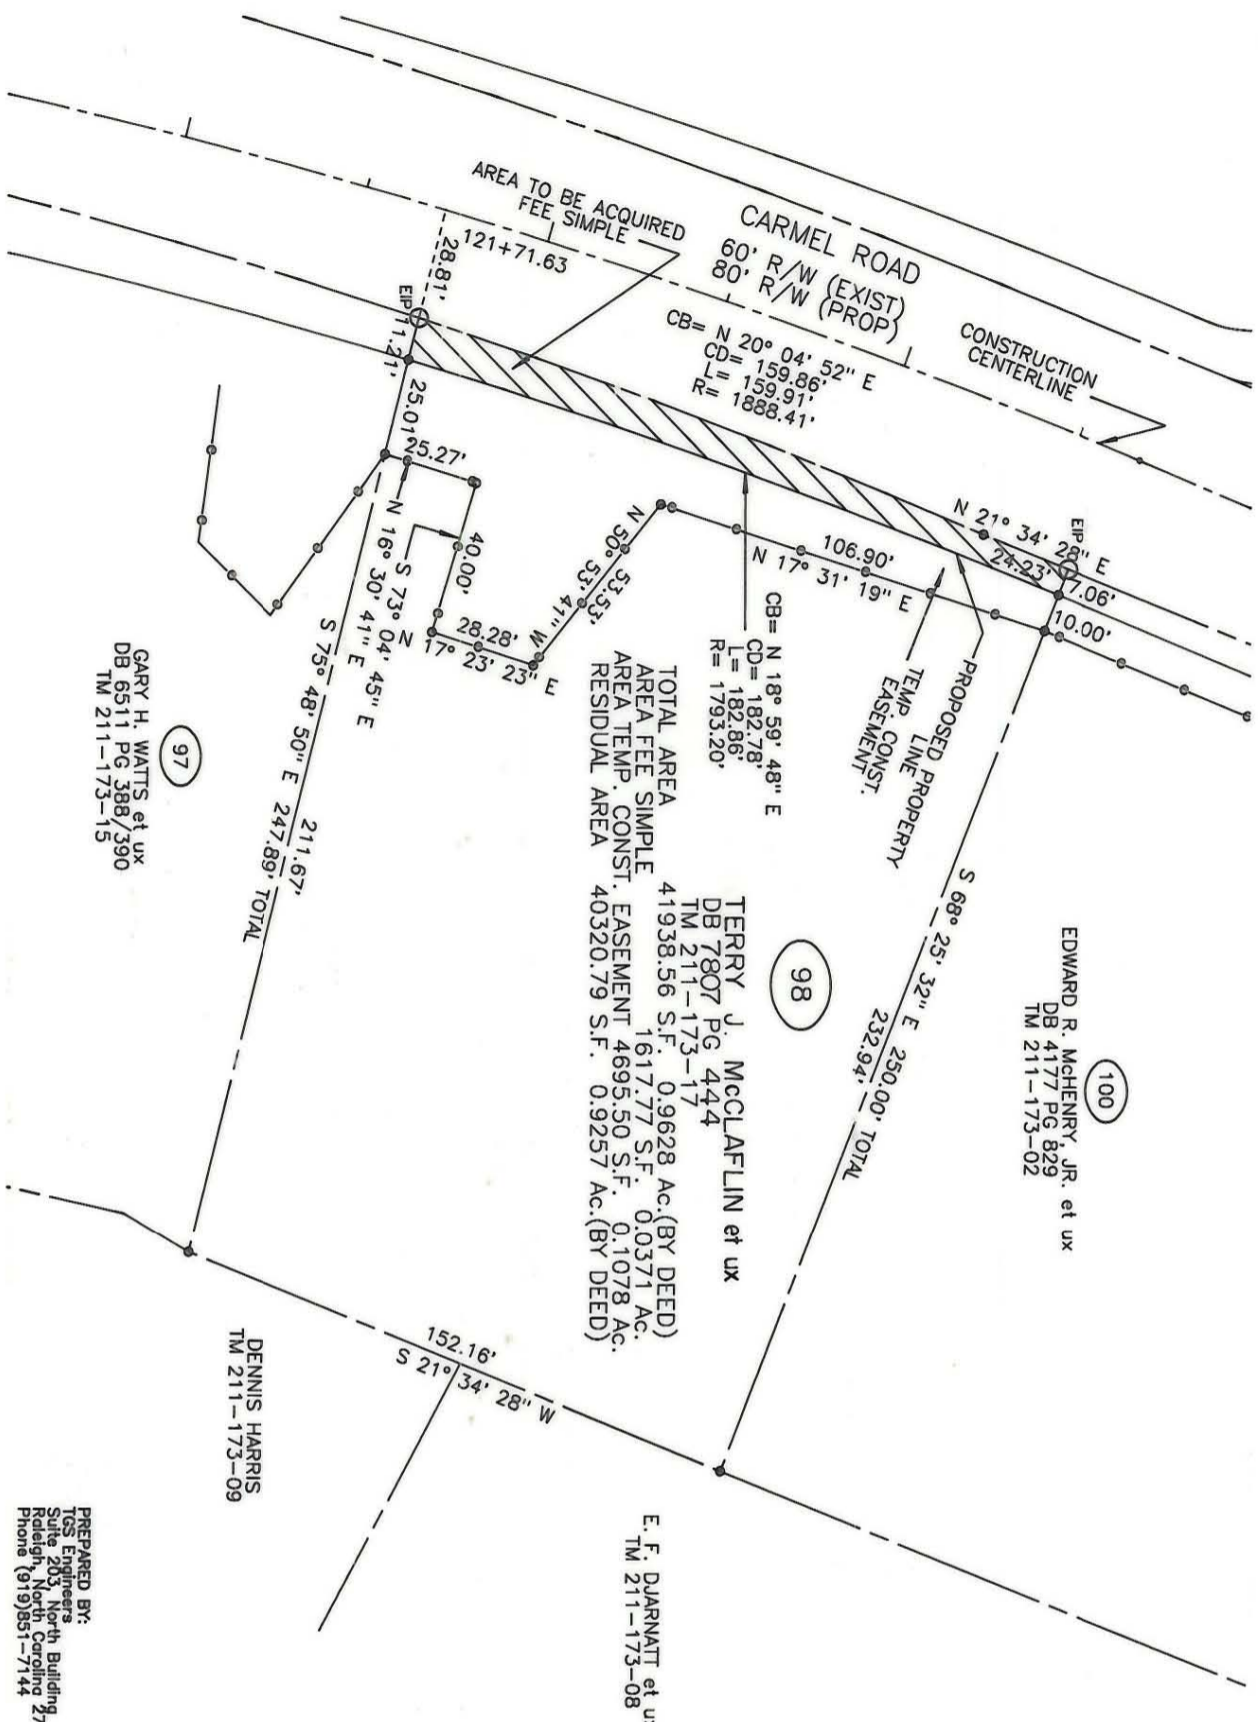 CARMEL ROAD
60' R/W (EXIST)
80' R/W (PROP)
AREA TO BE ACQUIRED
FEE SIMPLE
CONSTRUCTION
CENTERLINE
121+71.63
28.81'
EIP
11.21'
25.01'
25.27'
CB= N 20° 04' 52" E
CD= 159.86'
L= 159.91'
R= 1888.41'
N 21° 34' 28" E
24.23'
EIP
7.06'
10.00'
106.90'
N 17° 31' 19" E
53.53'
N 50° 53' 41" W
40.00'
S 73° 04' 45" E
N 16° 30' 41" E
28.28'
N 17° 23' 23" E
CB= N 18° 59' 48" E
CD= 182.78'
L= 182.86'
R= 1793.20'
PROPOSED PROPERTY
LINE
TEMP. CONST.
EASEMENT.
S 68° 25' 32" E 250.00' TOTAL
232.94'
EDWARD R. McHENRY, JR. et ux
DB 4177 PG 829
TM 211-173-02
100
98
TERRY J. McCLAFLIN et ux
DB 7807 PG 444
TM 211-173-17
TOTAL AREA 41938.56 S.F. 0.9628 Ac.(BY DEED)
AREA FEE SIMPLE 1617.77 S.F. 0.0371 Ac.
AREA TEMP. CONST. EASEMENT 4695.50 S.F. 0.1078 Ac.
RESIDUAL AREA 40320.79 S.F. 0.9257 Ac.(BY DEED)
211.67'
S 75° 48' 50" E 247.89' TOTAL
97
GARY H. WATTS et ux
DB 6511 PG 388/390
TM 211-173-15
152.16'
S 21° 34' 28" W
DENNIS HARRIS
TM 211-173-09
E. F. DJARNATT et ux
TM 211-173-08
PREPARED BY:
TGS Engineers
Suite 203, North Building
Raleigh, North Carolina 27
Phone (919)851-7144